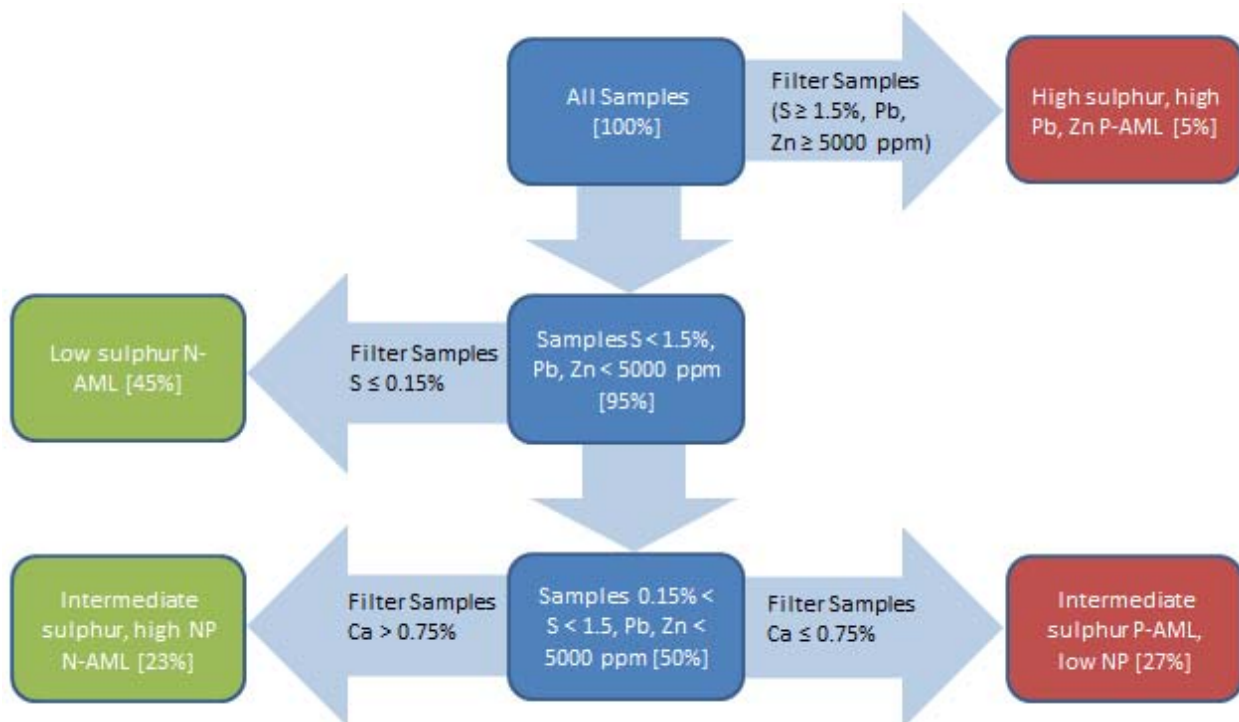 All Samples
[100%]
Filter Samples
(S ≥ 1.5%, Pb,
Zn ≥ 5000 ppm)
High sulphur, high
Pb, Zn P-AML [5%]
Low sulphur N-
AML [45%]
Filter Samples
S ≤ 0.15%
Samples S < 1.5%,
Pb, Zn < 5000 ppm
[95%]
Intermediate
sulphur, high NP
N-AML [23%]
Filter Samples
Ca > 0.75%
Samples 0.15% <
S < 1.5, Pb, Zn <
5000 ppm [50%]
Filter Samples
Ca ≤ 0.75%
Intermediate
sulphur P-AML,
low NP [27%]